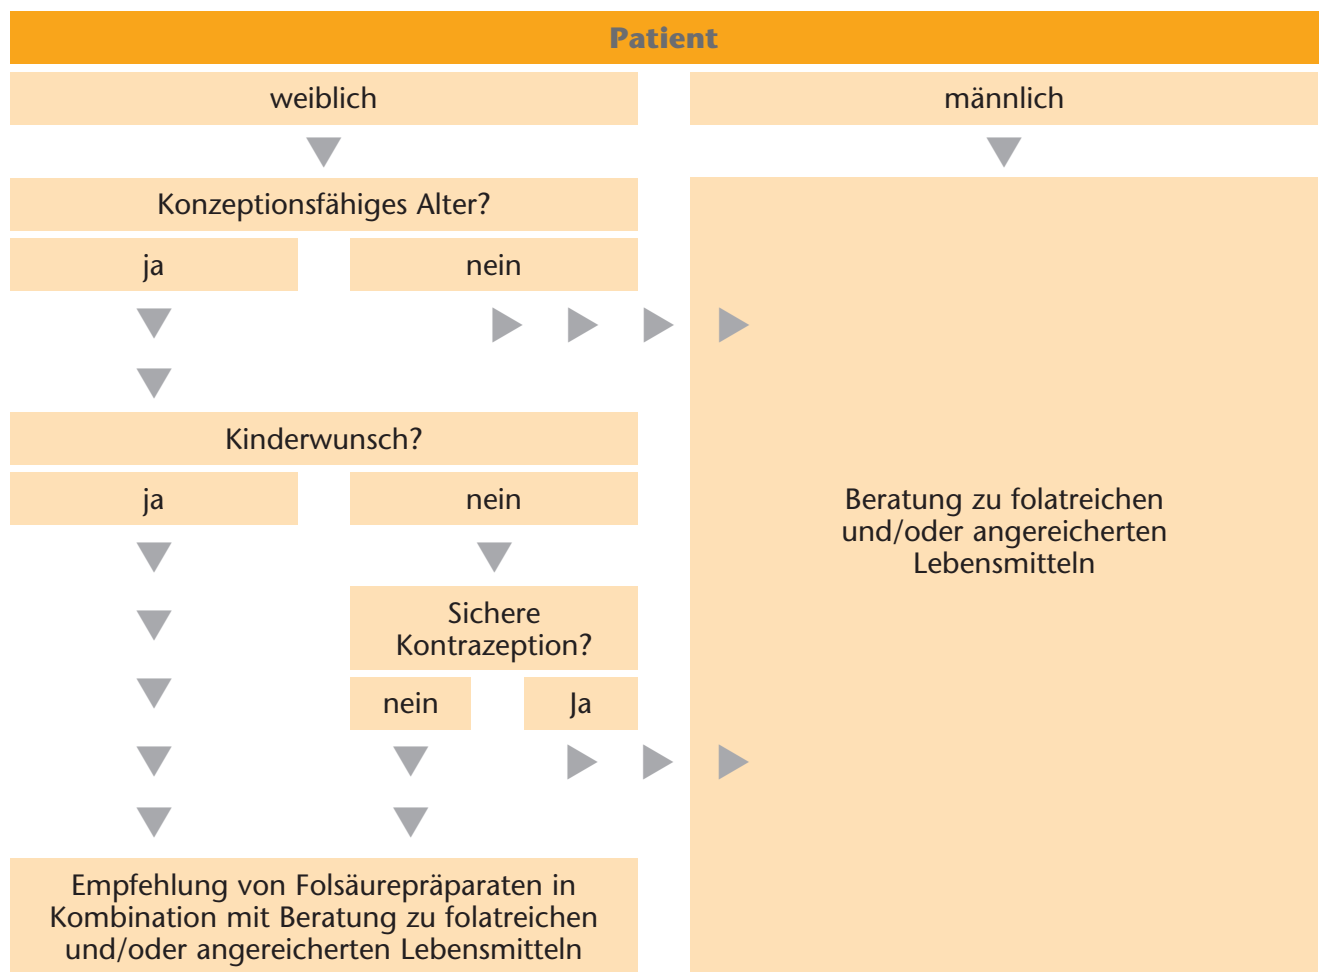 Patient
weiblich
männlich
Konzeptionsfähiges Alter?
ja
nein
Kinderwunsch?
ja
nein
Sichere
Kontrazeption?
nein
Ja
Empfehlung von Folsäurepräparaten in
Kombination mit Beratung zu folatreichen
und/oder angereicherten Lebensmitteln
Beratung zu folatreichen
und/oder angereicherten
Lebensmitteln